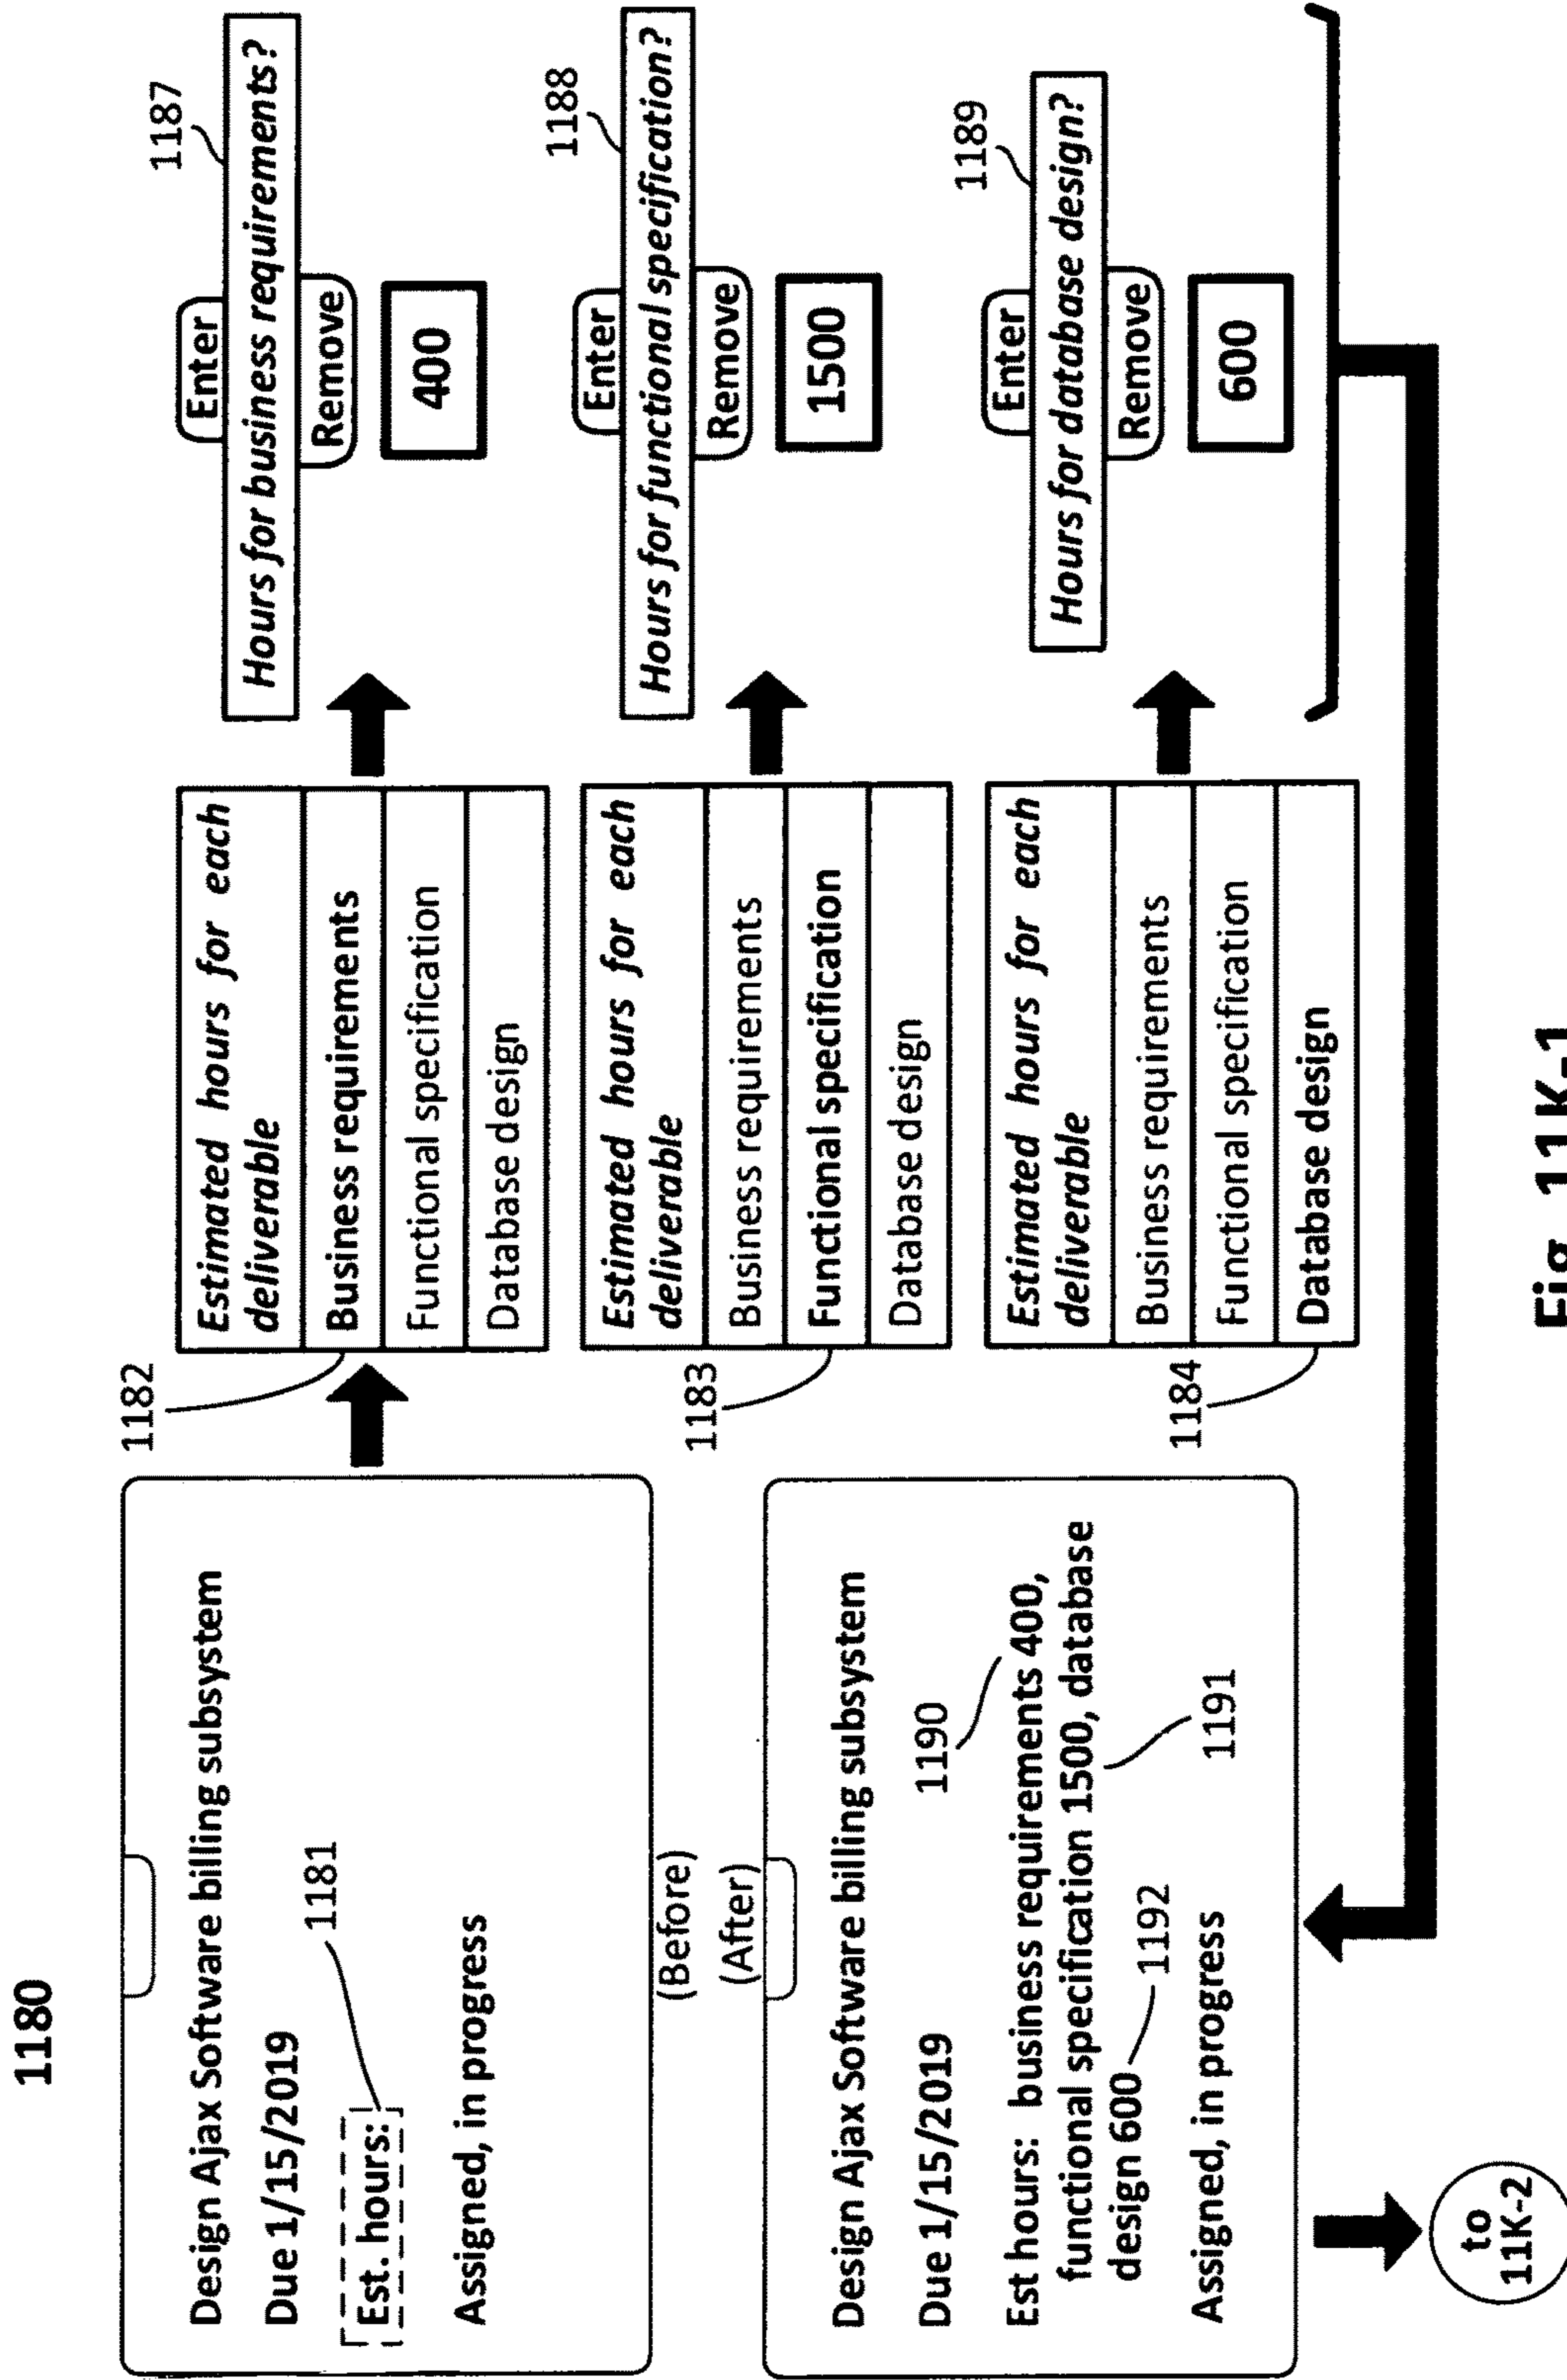 1180
Design Ajax Software billing subsystem
Due 1/15/2019
1181
Est. hours:
Assigned, in progress
(Before)
(After)
Design Ajax Software billing subsystem
Due 1/15/2019
1190
Est hours: business requirements 400,
functional specification 1500, database
design 600
1192
1191
Assigned, in progress
to
11K-2
1182
Estimated hours for each
deliverable
Business requirements
Functional specification
Database design
1183
Estimated hours for each
deliverable
Business requirements
Functional specification
Database design
1184
Estimated hours for each
deliverable
Business requirements
Functional specification
Database design
1187
Enter
Hours for business requirements?
Remove
400
1188
Enter
Hours for functional specification?
Remove
1500
1189
Enter
Hours for database design?
Remove
600
Fig. 11K-1